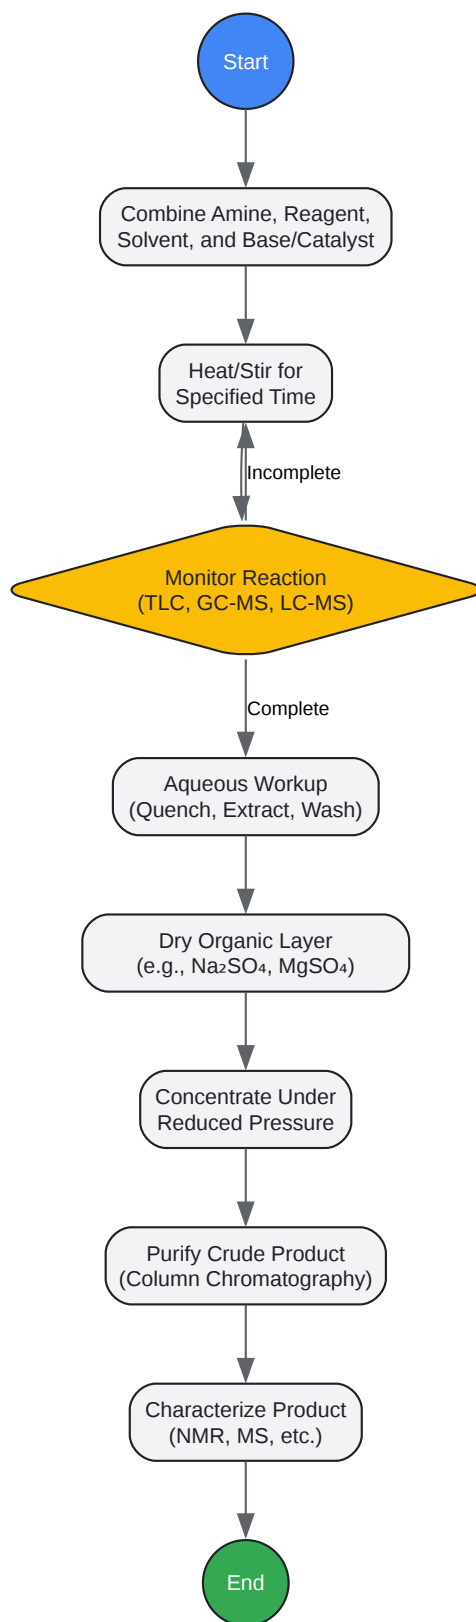 Start
Combine Amine, Reagent,
Solvent, and Base/Catalyst
Heat/Stir for
Specified Time
Incomplete
Monitor Reaction
(TLC, GC-MS, LC-MS)
Complete
Aqueous Workup
(Quench, Extract, Wash)
Dry Organic Layer
(e.g., Na₂SO₄, MgSO₄)
Concentrate Under
Reduced Pressure
Purify Crude Product
(Column Chromatography)
Characterize Product
(NMR, MS, etc.)
End